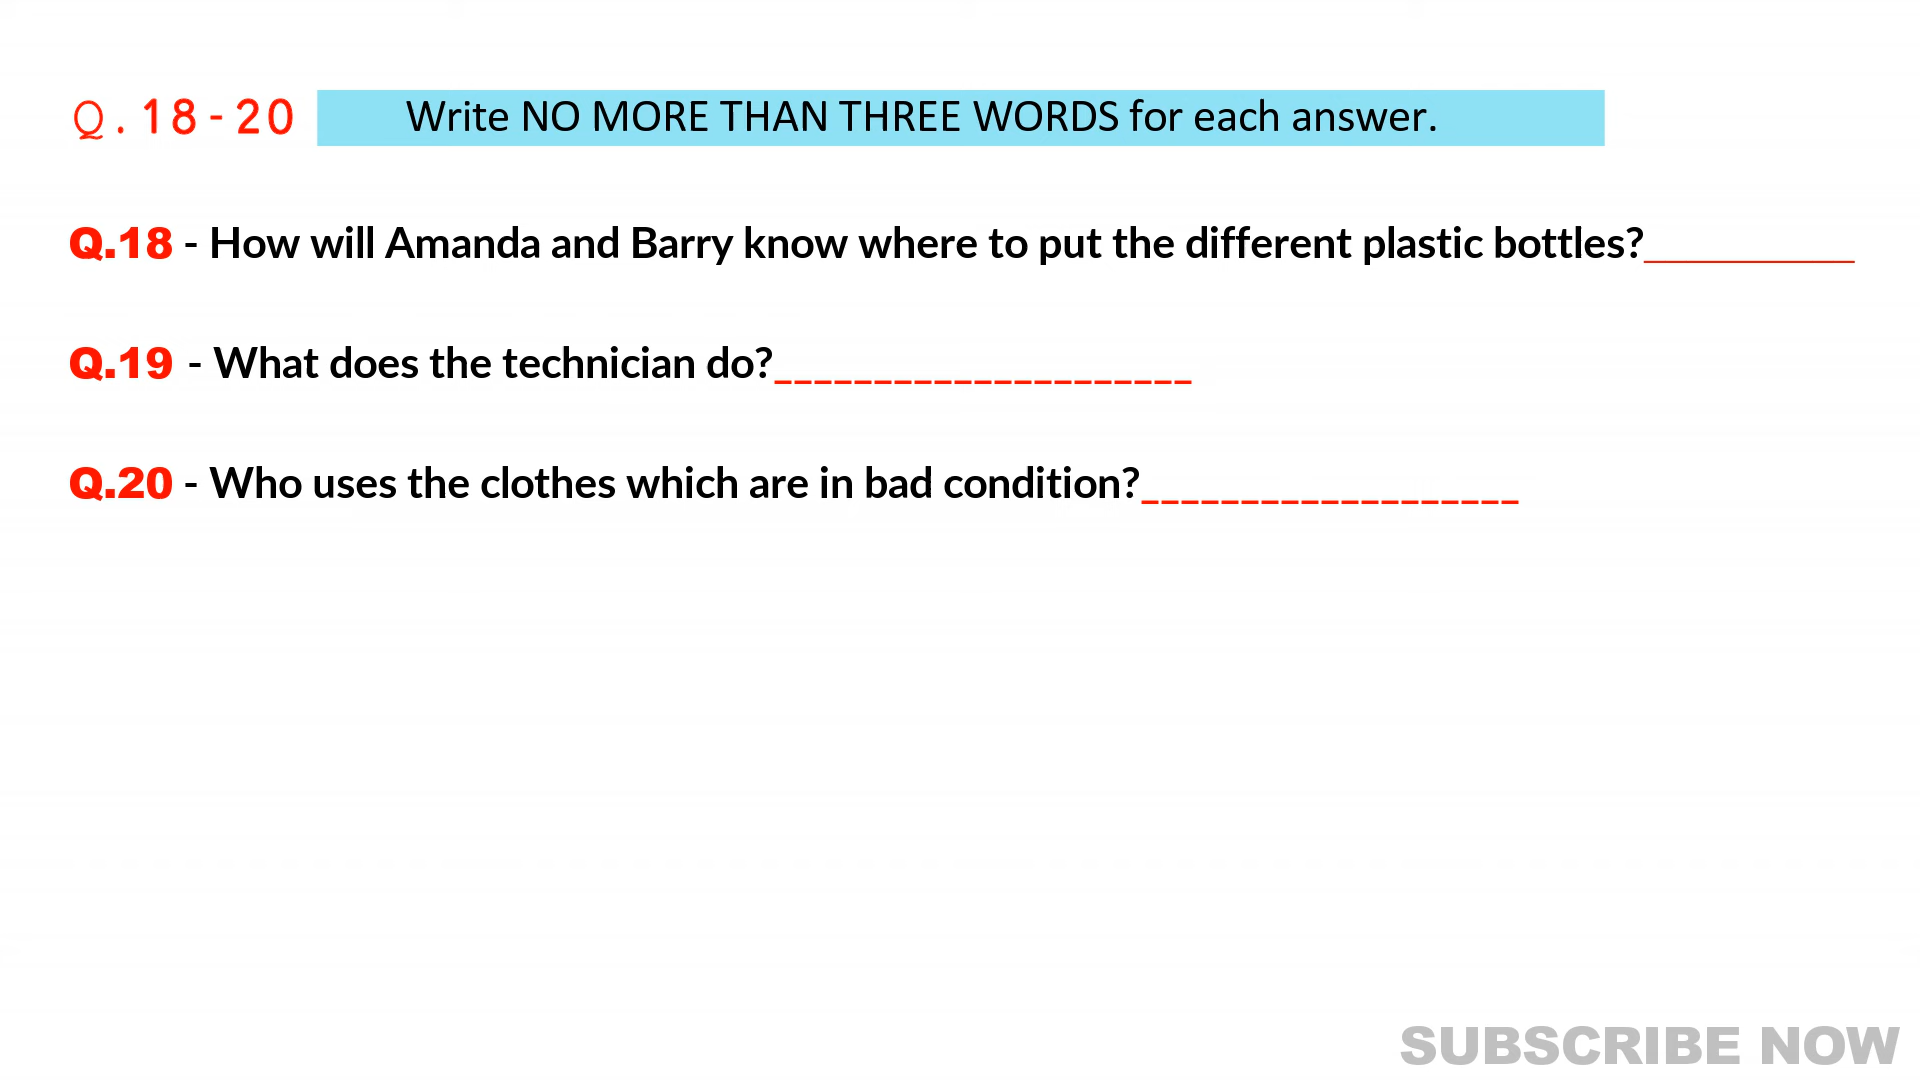 Q.18-20 Write NO MORE THAN THREE WORDS for each answer.
Q.18 - How will Amanda and Barry know where to put the different plastic bottles?__________
Q.19 - What does the technician do?_____________________
Q.20 - Who uses the clothes which are in bad condition?___________________
SUBSCRIBE NOW